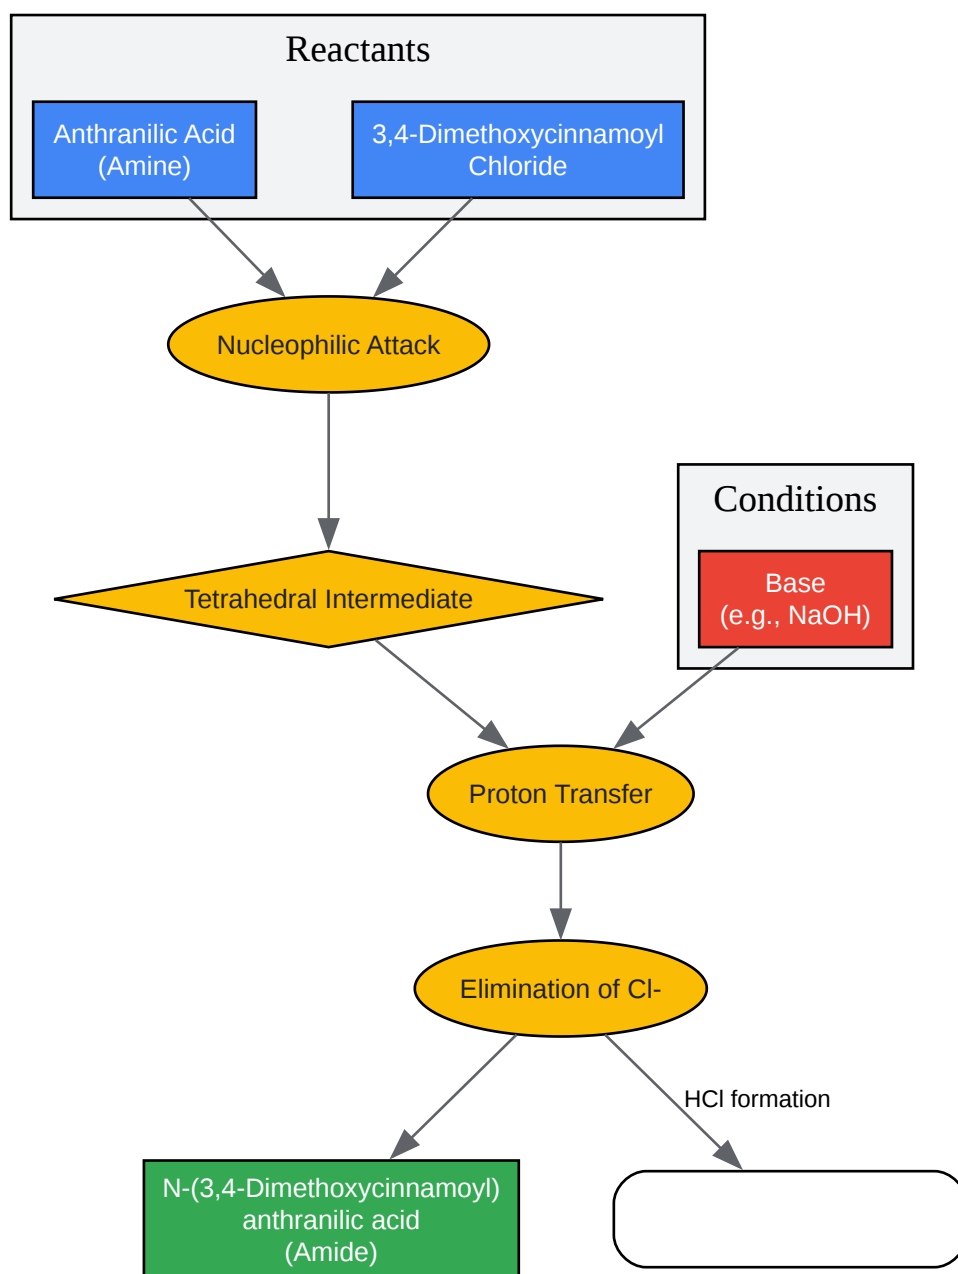 Reactants
Anthranilic Acid
(Amine)
3,4-Dimethoxycinnamoyl
Chloride
Nucleophilic Attack
Conditions
Tetrahedral Intermediate
Base
(e.g., NaOH)
Proton Transfer
Elimination of Cl-
HCl formation
N-(3,4-Dimethoxycinnamoyl)
anthranilic acid
(Amide)